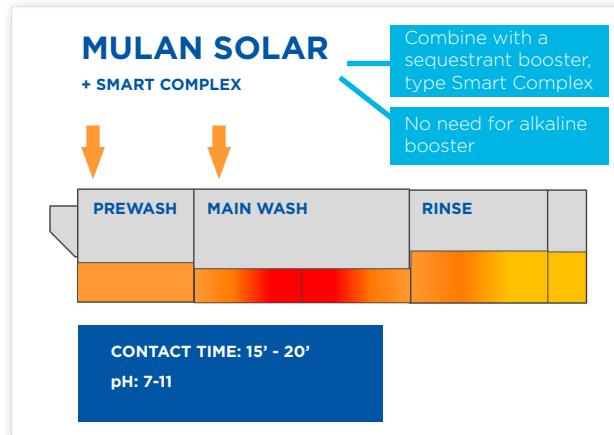 MULAN SOLAR
+ SMART COMPLEX
Combine with a
sequestrant booster,
type Smart Complex
No need for alkaline
booster
PREWASH
MAIN WASH
RINSE
CONTACT TIME: 15’ - 20’
pH: 7-11